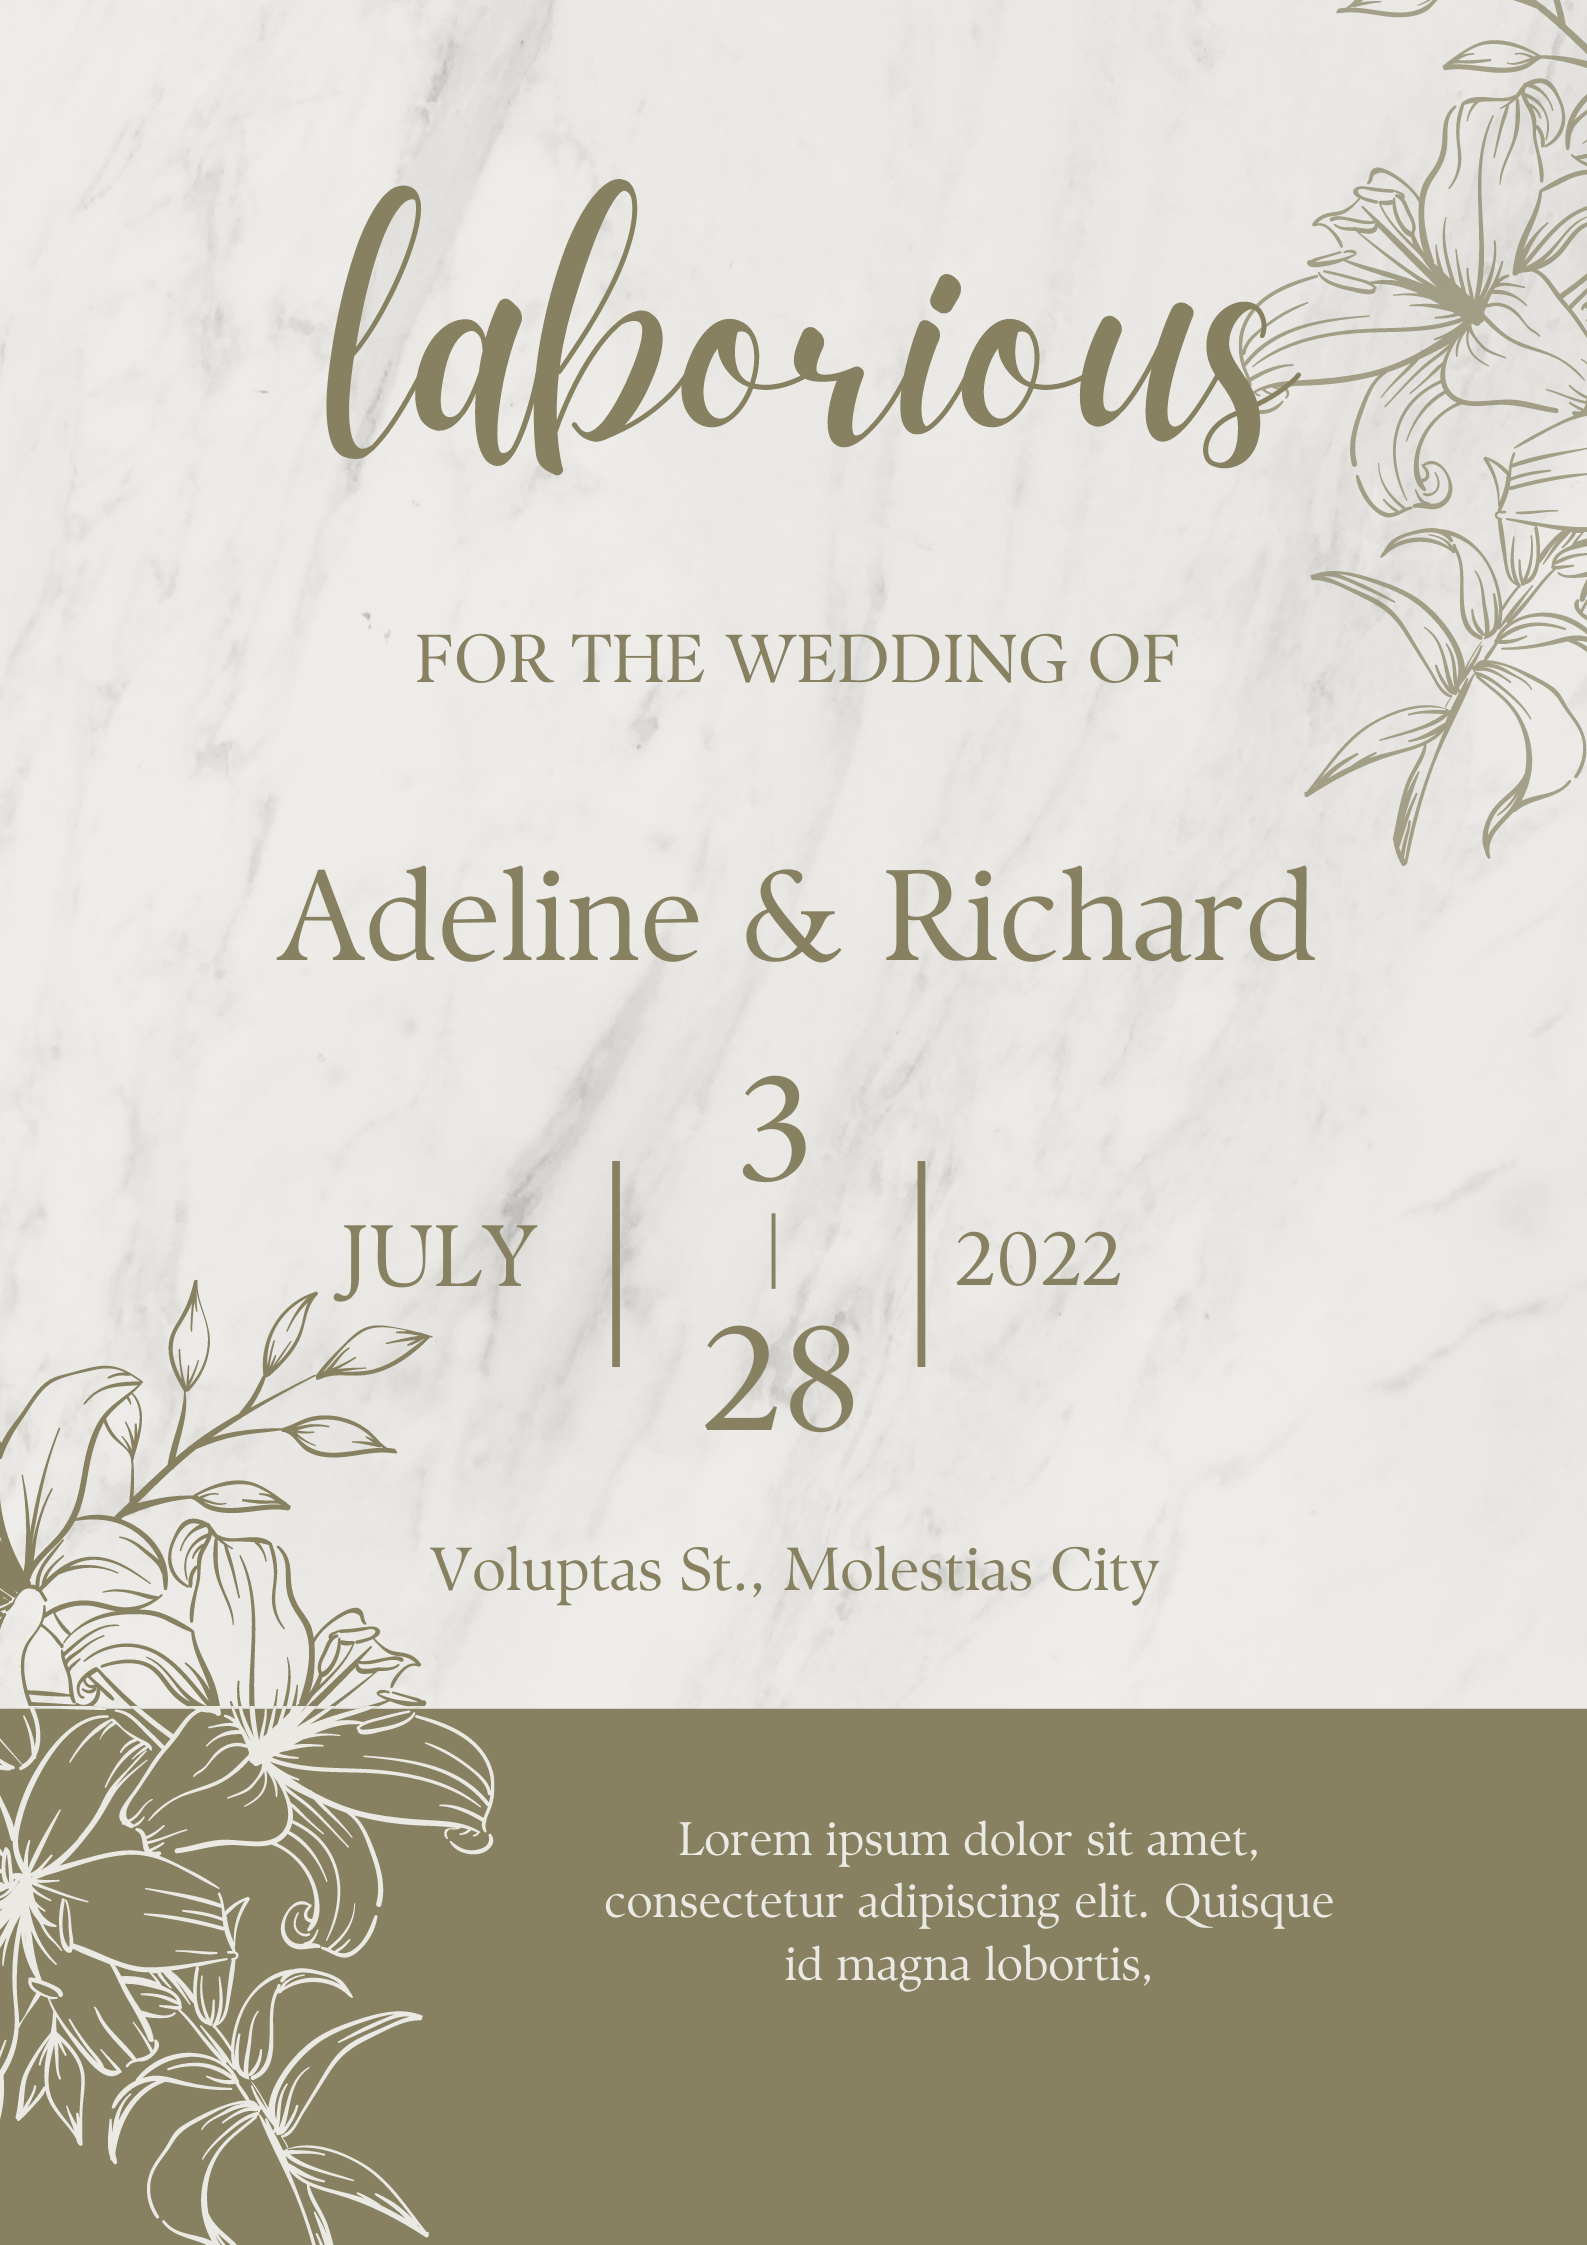 laborious
FOR THE WEDDING OF
Adeline & Richard
3
JULY | | | 2022
28
Voluptas St., Molestias City
Lorem ipsum dolor sit amet,
consectetur adipiscing elit. Quisque
id magna lobortis,